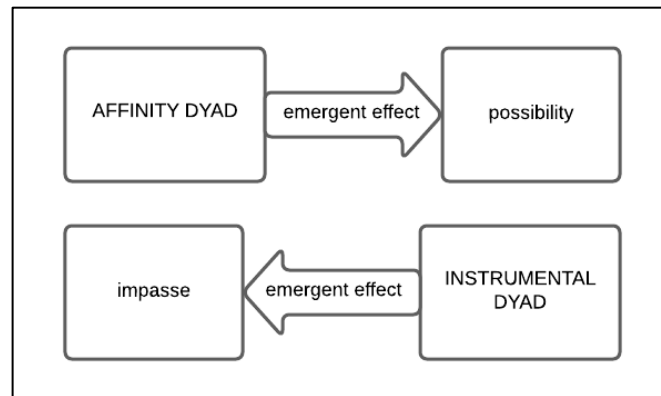 AFFINITY DYAD
emergent effect
possibility
impasse
emergent effect
INSTRUMENTAL
DYAD